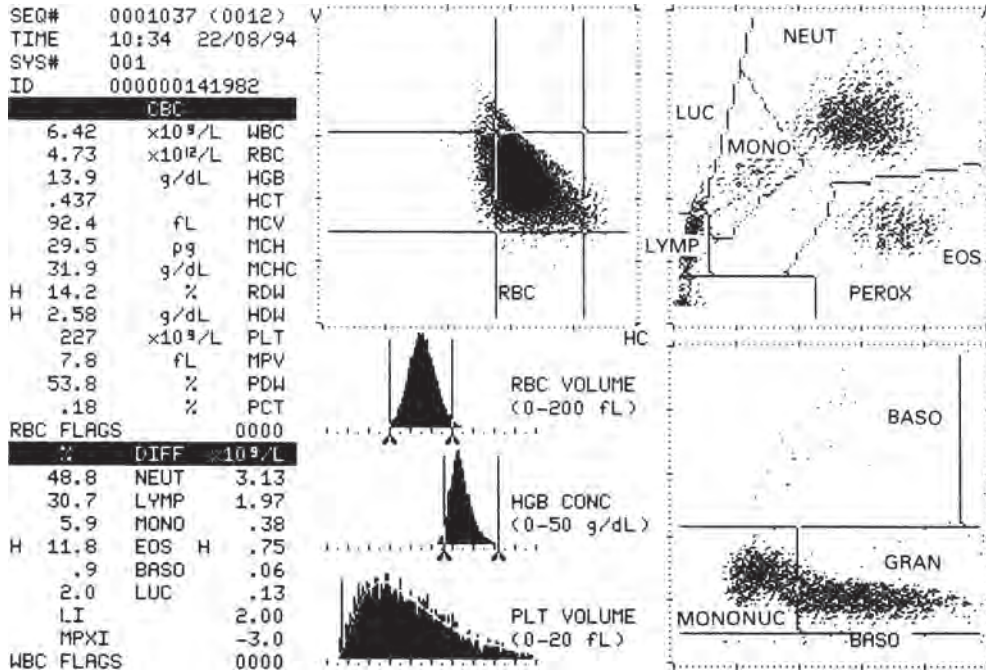 SEQ# 0001037 (0012) V
TIME 10:34 22/08/94
SYS# 001
ID 000000141982
CBC
6.42 x10⁹/L WBC
4.73 x10¹²/L RBC
13.9 g/dL HGB
.437 HCT
92.4 fL MCV
29.5 pg MCH
31.9 g/dL MCHC
H 14.2 % RDW
H 2.58 g/dL HDW
227 x10⁹/L PLT
7.8 fL MPV
53.8 % PDW
.18 % PCT
RBC FLAGS 0000
% DIFF x10⁹/L
48.8 NEUT 3.13
30.7 LYMP 1.97
5.9 MONO .38
H 11.8 EOS H .75
.9 BASO .06
2.0 LUC .13
LI 2.00
MPXI -3.0
WBC FLAGS 0000
RBC
HC
RBC VOLUME
(0-200 fL)
HGB CONC
(0-50 g/dL)
PLT VOLUME
(0-20 fL)
NEUT
LUC
MONO
LYMP
EOS
PEROX
BASO
GRAN
MONONUC
BASO